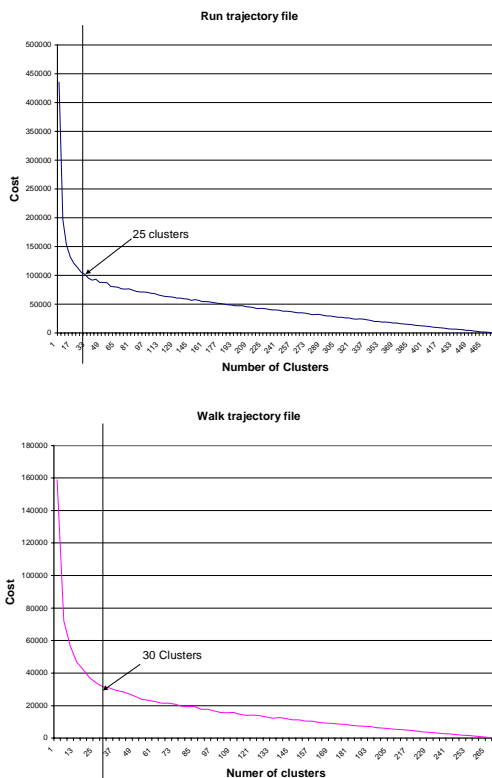 Run trajectory file
500000
450000
400000
350000
300000
250000
200000
150000
100000
50000
0
Cost
25 clusters
1 17 33 49 65 81 97 113 129 145 161 177 193 209 225 241 257 273 289 305 321 337 353 369 385 401 417 433 449 465
Number of Clusters
Walk trajectory file
180000
160000
140000
120000
100000
80000
60000
40000
20000
0
Cost
30 Clusters
1 13 25 37 49 61 73 85 97 109 121 133 145 157 169 181 193 205 217 229 241 253 265
Numer of clusters